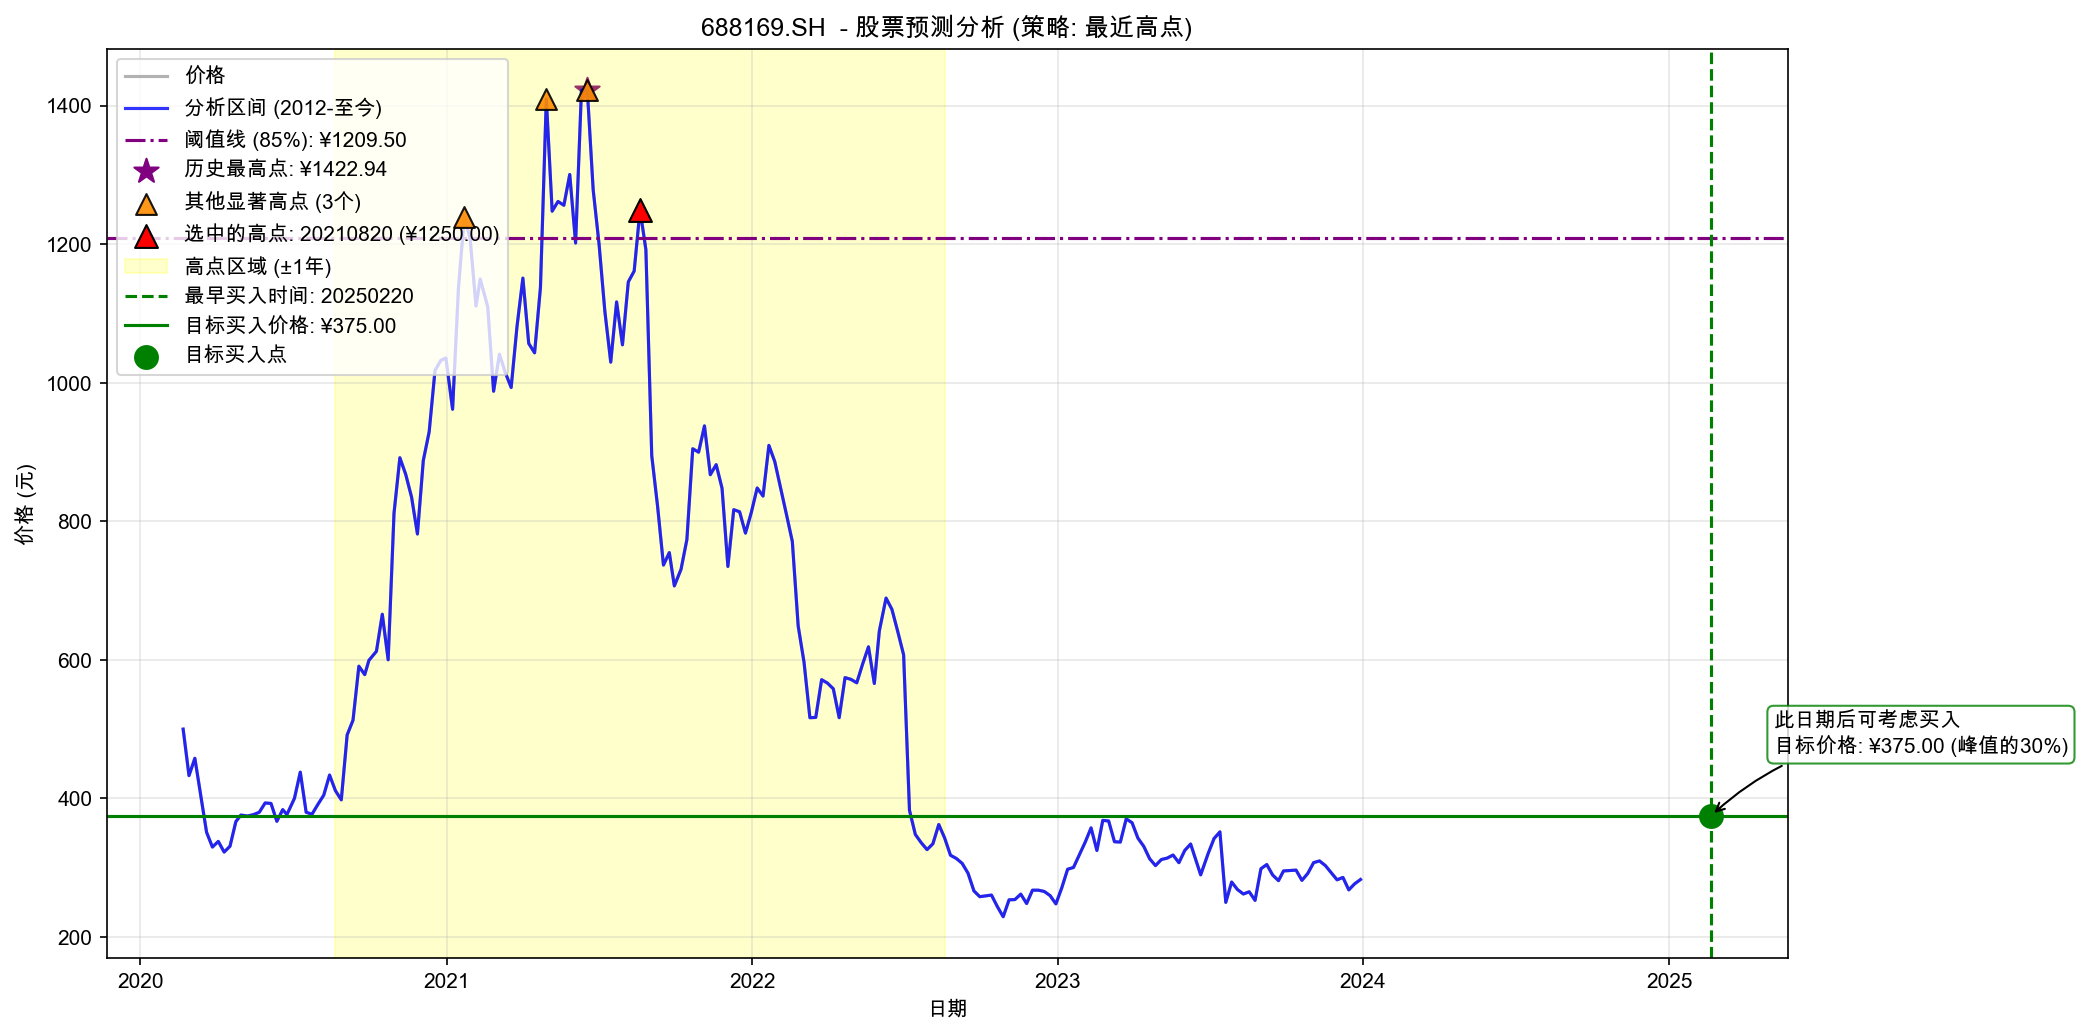 688169.SH - 股票预测分析 (策略: 最近高点)
价格
分析区间 (2012-至今)
阈值线 (85%): ¥1209.50
历史最高点: ¥1422.94
其他显著高点 (3个)
选中的高点: 20210820 (¥1250.00)
高点区域 (±1年)
最早买入时间: 20250220
目标买入价格: ¥375.00
目标买入点
价格 (元)
1400
1200
1000
800
600
400
200
此日期后可考虑买入
目标价格: ¥375.00 (峰值的30%)
2020
2021
2022
2023
2024
2025
日期